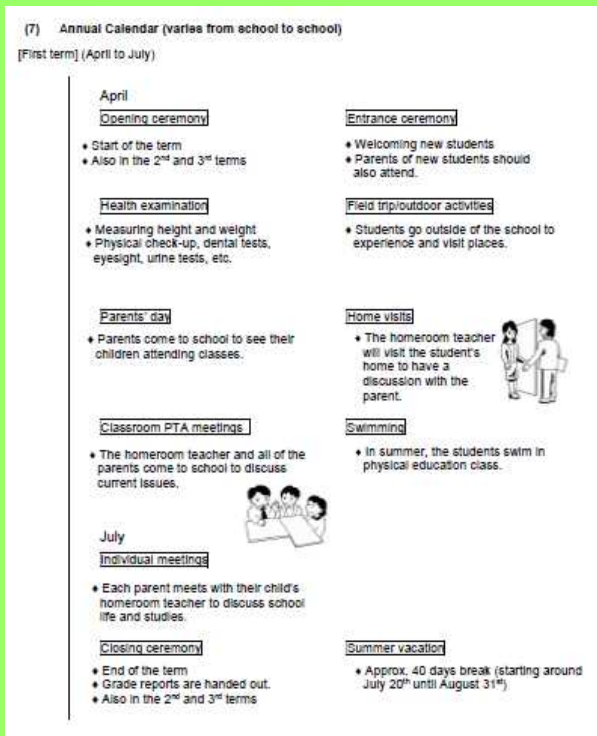 (7) Annual Calendar (varies from school to school)
[First term] (April to July)
April
Opening ceremony
♦ Start of the term
♦ Also in the 2nd and 3rd terms
Entrance ceremony
♦ Welcoming new students
♦ Parents of new students should
also attend.
Health examination
♦ Measuring height and weight
♦ Physical check-up, dental tests,
eyesight, urine tests, etc.
Field trip/outdoor activities
♦ Students go outside of the school to
experience and visit places.
Parents' day
♦ Parents come to school to see their
children attending classes.
Home visits
♦ The homeroom teacher
will visit the student's
home to have a
discussion with the
parent.
Classroom PTA meetings
♦ The homeroom teacher and all of the
parents come to school to discuss
current issues.
Swimming
♦ In summer, the students swim in
physical education class.
July
Individual meetings
♦ Each parent meets with their child's
homeroom teacher to discuss school
life and studies.
Closing ceremony
♦ End of the term
♦ Grade reports are handed out.
♦ Also in the 2nd and 3rd terms
Summer vacation
♦ Approx. 40 days break (starting around
July 20th until August 31st)